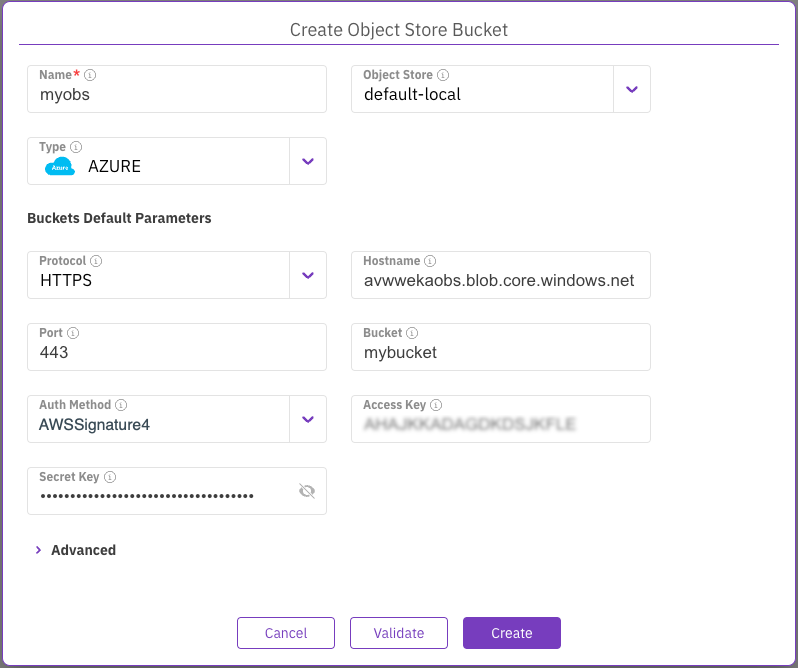 Create Object Store Bucket
Name* ⓘ
myobs
Object Store ⓘ
default-local
Type ⓘ
Azure AZURE
Buckets Default Parameters
Protocol ⓘ
HTTPS
Hostname ⓘ
avwwekaobs.blob.core.windows.net
Port ⓘ
443
Bucket ⓘ
mybucket
Auth Method ⓘ
AWSSignature4
Access Key ⓘ
Secret Key ⓘ
Advanced
Cancel Validate Create